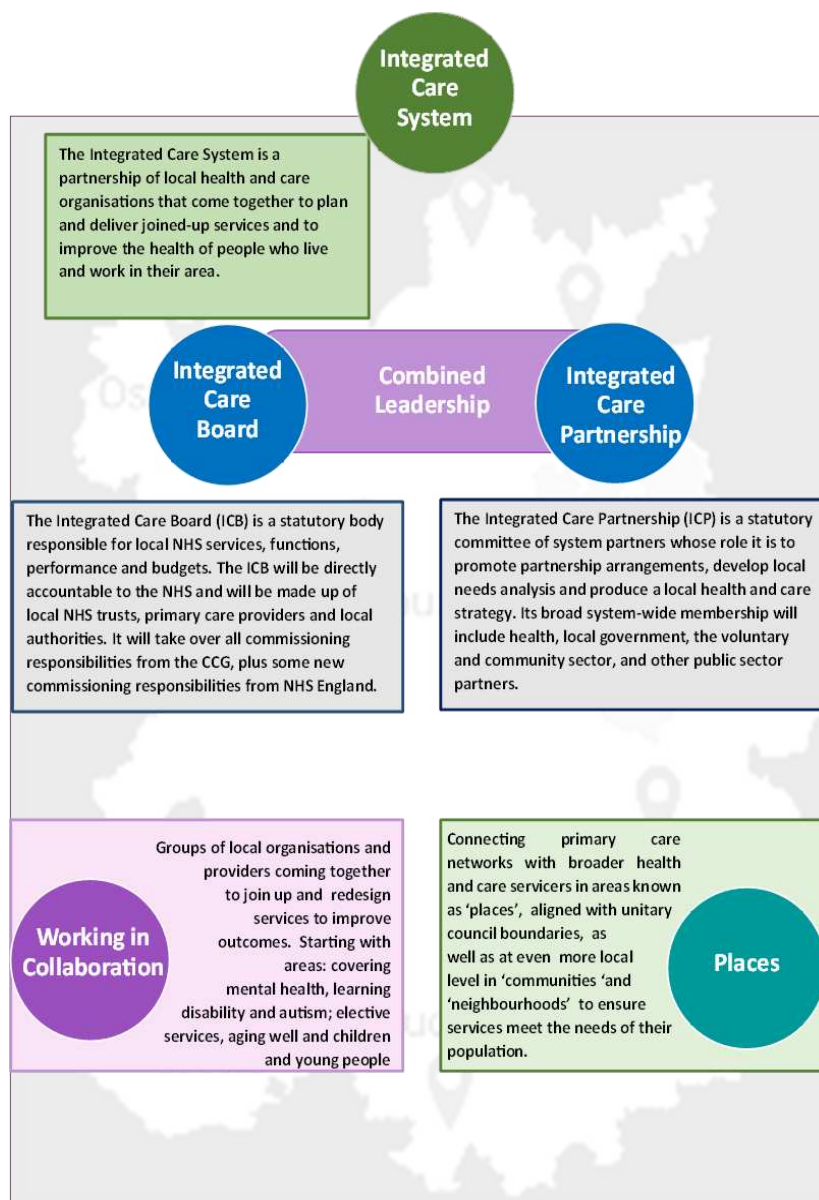 Integrated
Care
System
The Integrated Care System is a
partnership of local health and care
organisations that come together to plan
and deliver joined-up services and to
improve the health of people who live
and work in their area.
Integrated
Care
Board
Combined
Leadership
Integrated
Care
Partnership
The Integrated Care Board (ICB) is a statutory body
responsible for local NHS services, functions,
performance and budgets. The ICB will be directly
accountable to the NHS and will be made up of
local NHS trusts, primary care providers and local
authorities. It will take over all commissioning
responsibilities from the CCG, plus some new
commissioning responsibilities from NHS England.
The Integrated Care Partnership (ICP) is a statutory
committee of system partners whose role it is to
promote partnership arrangements, develop local
needs analysis and produce a local health and care
strategy. Its broad system-wide membership will
include health, local government, the voluntary
and community sector, and other public sector
partners.
Working in
Collaboration
Groups of local organisations and
providers coming together
to join up and redesign
services to improve
outcomes. Starting with
areas: covering
mental health, learning
disability and autism; elective
services, aging well and children
and young people
Connecting primary care
networks with broader health
and care servicers in areas known
as ‘places’, aligned with unitary
council boundaries, as
well as at even more local
level in ‘communities ‘and
‘neighbourhoods’ to ensure
services meet the needs of their
population.
Places